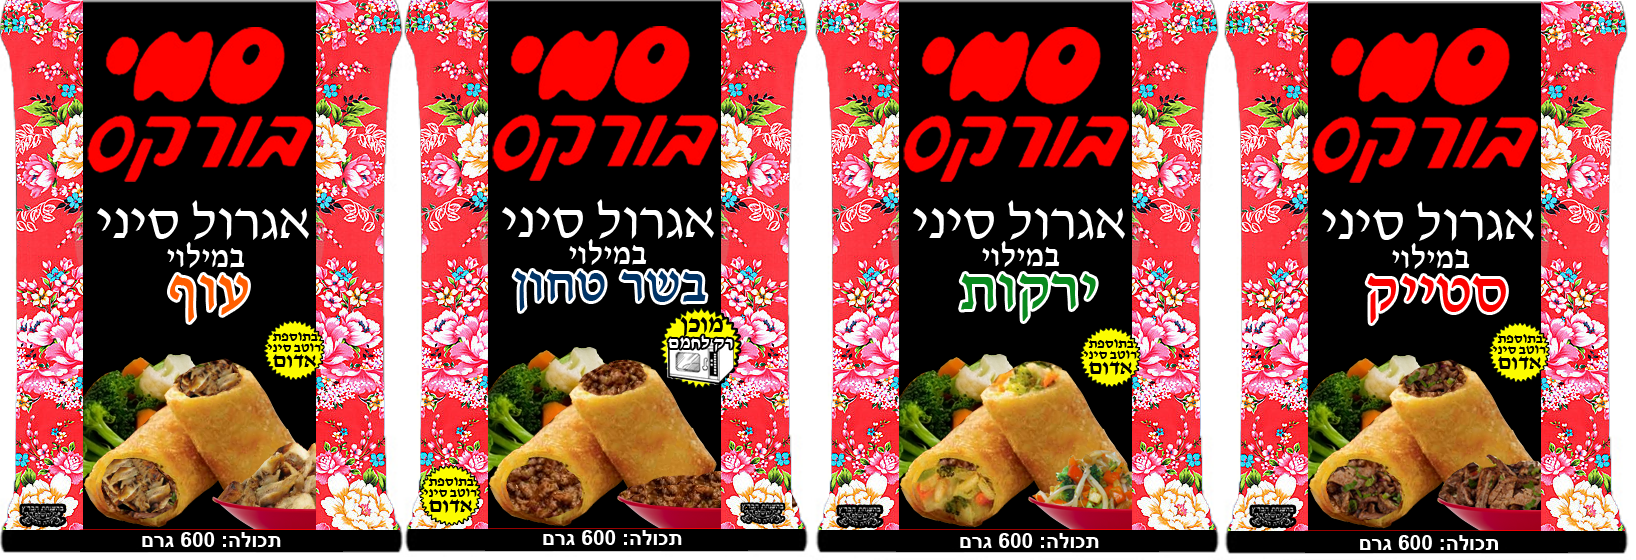 סמי
בורקס
אגרול סיני
במילוי
עוף
בתוספת
רוטב סיני
אדום
תכולה: 600 גרם
סמי
בורקס
אגרול סיני
במילוי
בשר טחון
מוכן
רק לחמם
בתוספת
רוטב סיני
אדום
תכולה: 600 גרם
סמי
בורקס
אגרול סיני
במילוי
ירקות
בתוספת
רוטב סיני
אדום
תכולה: 600 גרם
סמי
בורקס
אגרול סיני
במילוי
סטייק
בתוספת
רוטב סיני
אדום
תכולה: 600 גרם